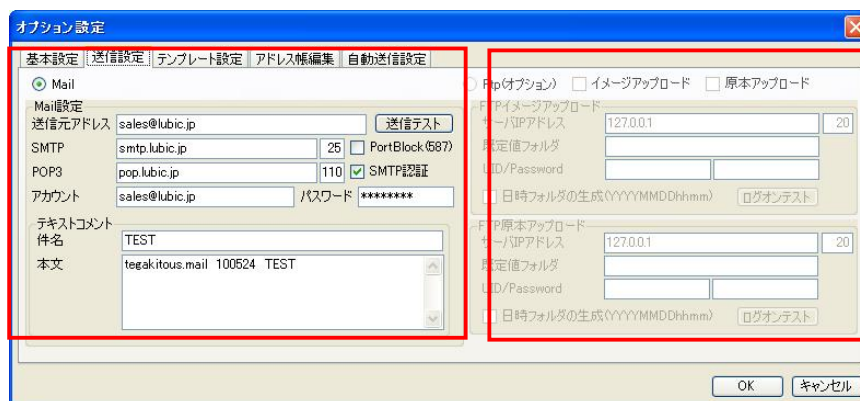 オプション設定
基本設定 送信設定 テンプレート設定 アドレス帳編集 自動送信設定
Mail
Mail設定
送信元アドレス sales@lubic.jp 送信テスト
SMTP smtp.lubic.jp 25 PortBlock(587)
POP3 pop.lubic.jp 110 SMTP認証
アカウント sales@lubic.jp パスワード ********
テキストコメント
件名 TEST
本文 tegakitous.mail 100524 TEST
Ftp(オプション) イメージアップロード 原本アップロード
FTPイメージアップロード
サーバIPアドレス 127.0.0.1 20
既定値フォルダ
UID/Password
日時フォルダの生成(YYYYMMDDhhmm) ログオンテスト
FTP原本アップロード
サーバIPアドレス 127.0.0.1 20
既定値フォルダ
UID/Password
日時フォルダの生成(YYYYMMDDhhmm) ログオンテスト
OK キャンセル